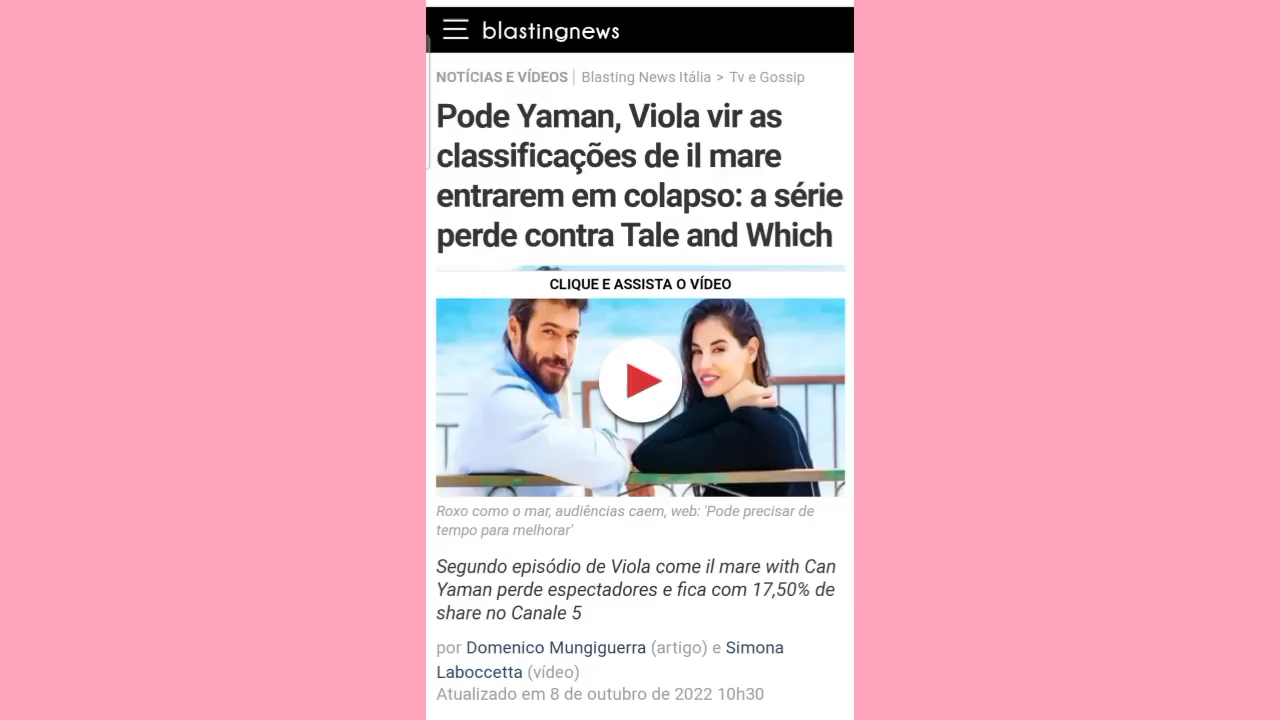 blastingnews
NOTÍCIAS E VÍDEOS | Blasting News Itália > Tv e Gossip
Pode Yaman, Viola vir as
classificações de il mare
entrarem em colapso: a série
perde contra Tale and Which
CLIQUE E ASSISTA O VÍDEO
Roxo como o mar, audiências caem, web: 'Pode precisar de
tempo para melhorar'
Segundo episódio de Viola come il mare with Can
Yaman perde espectadores e fica com 17,50% de
share no Canale 5
por Domenico Mungiguerra (artigo) e Simona
Laboccetta (vídeo)
Atualizado em 8 de outubro de 2022 10h30